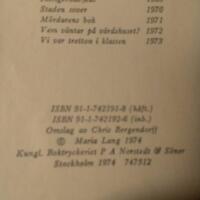 Staden sover 1970
Mördarens bok 1971
Vem väntar på värdshuset? 1972
Vi var tretton i klassen 1973
ISBN 91-1-742191-8 (häft.)
ISBN 91-1-742192-6 (inb.)
Omslag av Chris Bergendorff
© Maria Lang 1974
Kungl. Boktryckeriet P A Norstedt & Söner
Stockholm 1974 747512